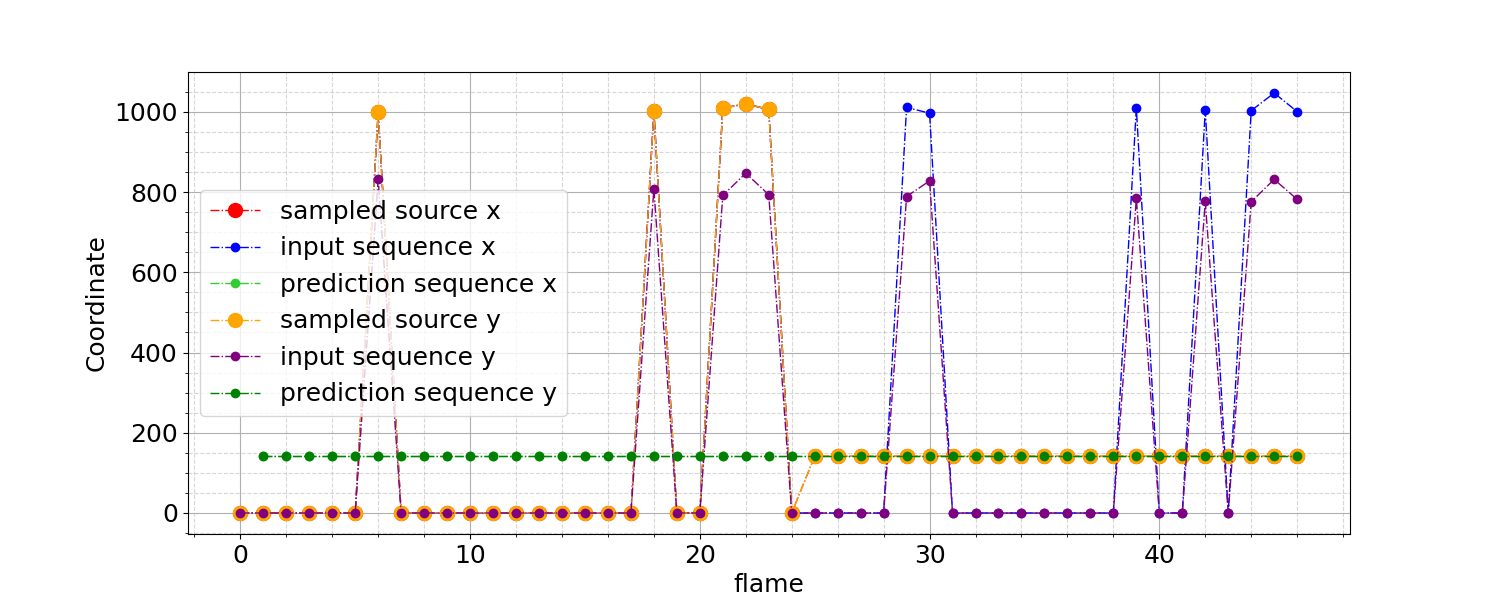 1000
800
600
400
200
0
Coordinate
sampled source x
input sequence x
prediction sequence x
sampled source y
input sequence y
prediction sequence y
0 10 20 30 40
flame